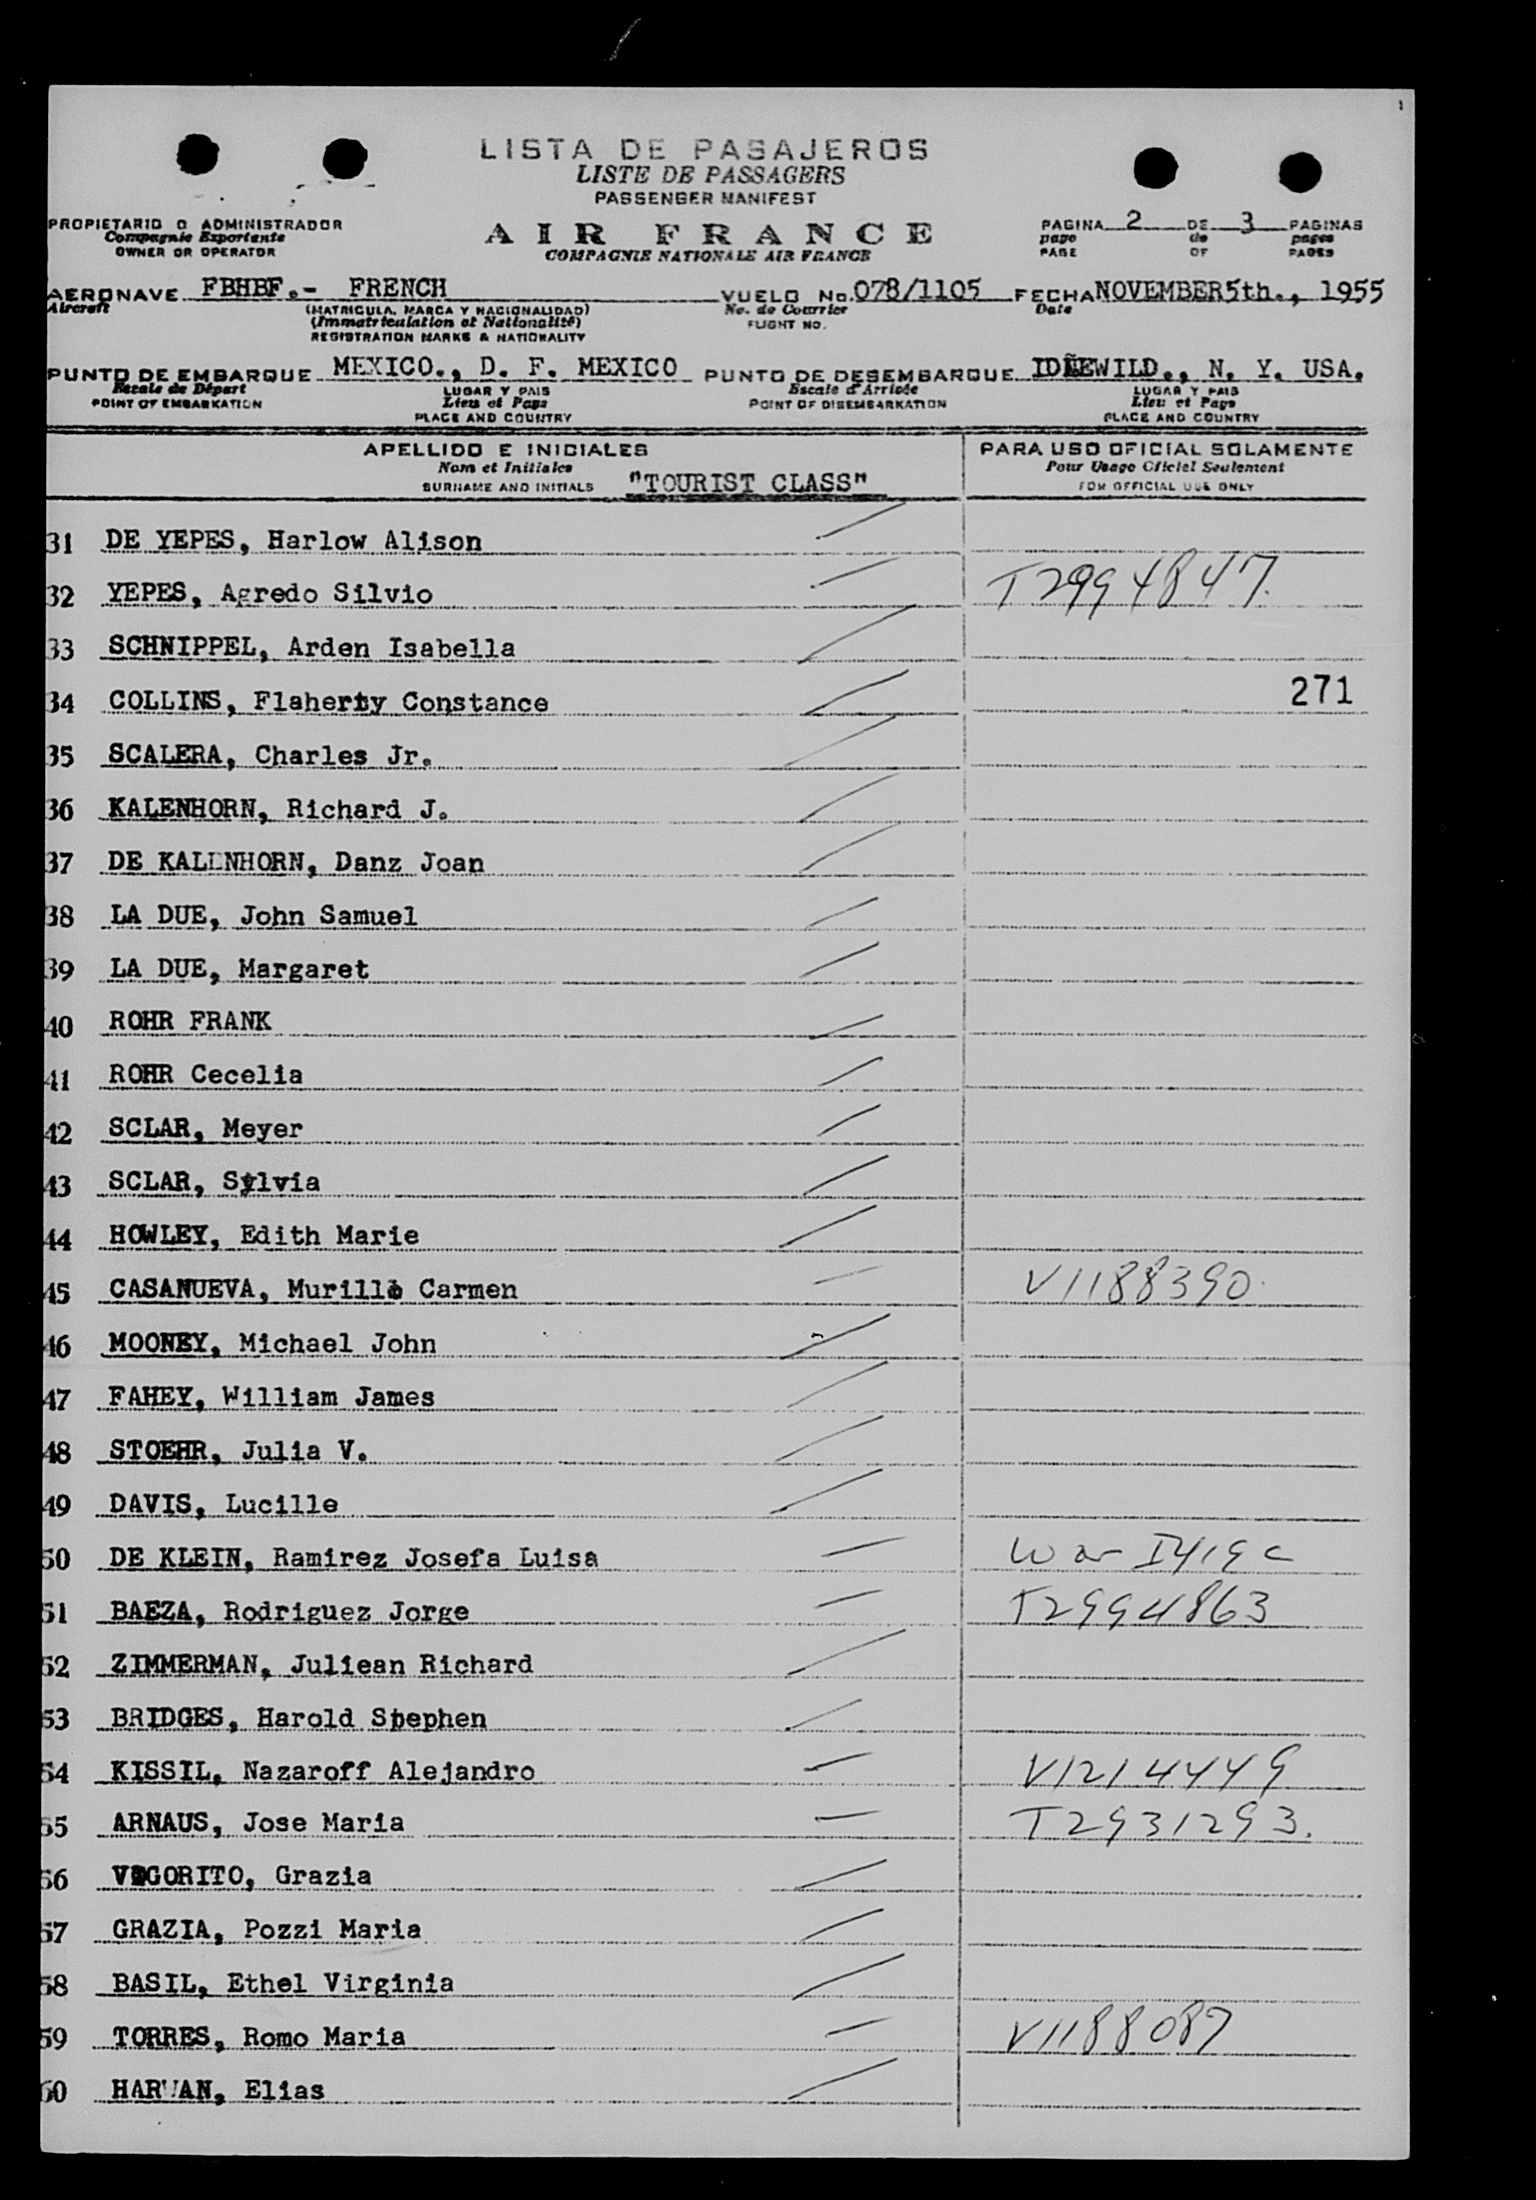 LISTA DE PASAJEROS
LISTE DE PASSAGERS
PASSENGER MANIFEST
PROPIETARIO O ADMINISTRADOR
Compagnie Exportente
OWNER OR OPERATOR
AIR FRANCE
COMPAGNIE NATIONALE AIR FRANCE
PAGINA 2 DE 3 PAGINAS
page de pages
PAGE OF PAGES
AERONAVE FBHBF.- FRENCH VUELO No. 078/1105 FECHA NOVEMBER 5th., 1955
Aircraft (MATRICULA, MARCA Y NACIONALIDAD) No. de Courrier Date
(Immatriculation et Nationalité) FLIGHT NO.
REGISTRATION MARKS & NATIONALITY
PUNTO DE EMBARQUE MEXICO., D. F. MEXICO PUNTO DE DESEMBARQUE IDLEWILD., N. Y. USA.
Escale de Départ LUGAR Y PAIS Escale d'Arrivée LUGAR Y PAIS
POINT OF EMBARKATION Lieu et Pays POINT OF DISEMBARKATION Lieu et Pays
PLACE AND COUNTRY PLACE AND COUNTRY
APELLIDO E INICIALES PARA USO OFICIAL SOLAMENTE
Nom et Initiales Pour Usage Officiel Seulement
SURNAME AND INITIALS "TOURIST CLASS" FOR OFFICIAL USE ONLY
31 DE YEPES, Harlow Alison
32 YEPES, Agredo Silvio T2994847.
33 SCHNIPPEL, Arden Isabella
34 COLLINS, Flaherty Constance 271
35 SCALERA, Charles Jr.
36 KALENHORN, Richard J.
37 DE KALENHORN, Danz Joan
38 LA DUE, John Samuel
39 LA DUE, Margaret
40 ROHR FRANK
41 ROHR Cecelia
42 SCLAR, Meyer
43 SCLAR, Sylvia
44 HOWLEY, Edith Marie
45 CASANUEVA, Murillo Carmen V1188390.
46 MOONEY, Michael John
47 FAHEY, William James
48 STOEHR, Julia V.
49 DAVIS, Lucille
50 DE KLEIN, Ramirez Josefa Luisa
51 BAEZA, Rodriguez Jorge T2994863
52 ZIMMERMAN, Juliean Richard
53 BRIDGES, Harold Stephen
54 KISSIL, Nazaroff Alejandro V1214449
55 ARNAUS, Jose Maria T2931293.
56 VIGORITO, Grazia
57 GRAZIA, Pozzi Maria
58 BASIL, Ethel Virginia
59 TORRES, Romo Maria V1188087
60 Elias